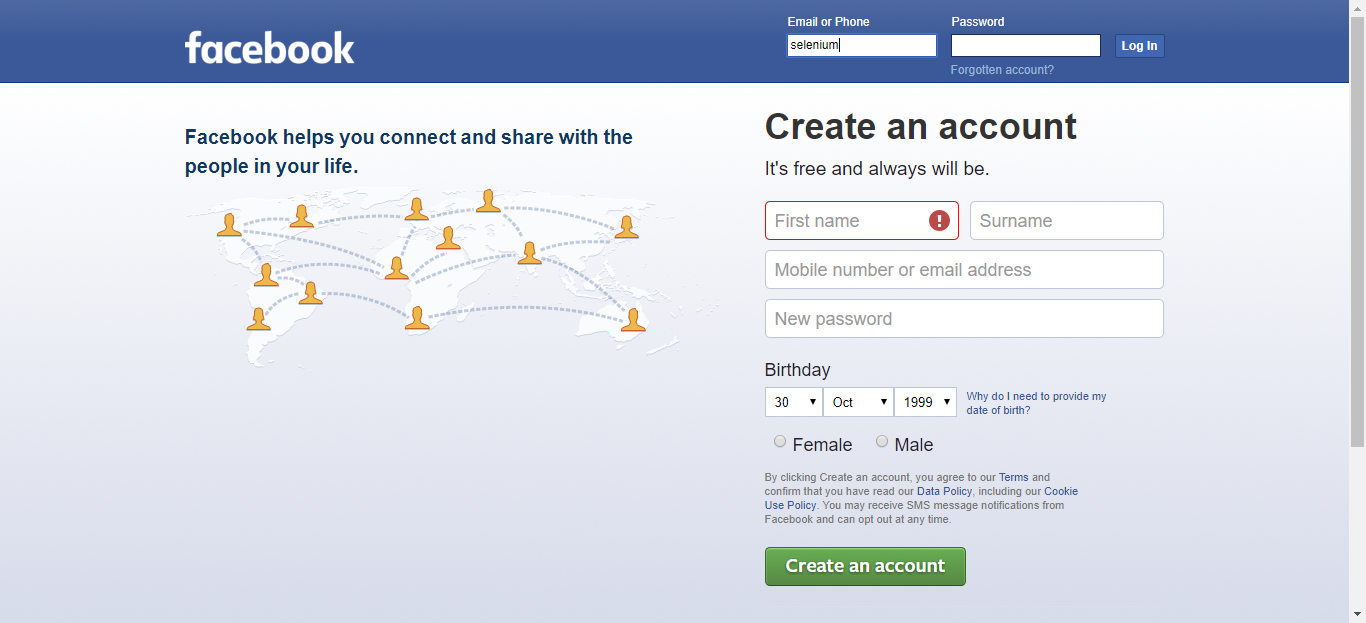 facebook
Email or Phone
Password
selenium
Log In
Forgotten account?
Facebook helps you connect and share with the
people in your life.
Create an account
It's free and always will be.
First name
Surname
Mobile number or email address
New password
Birthday
30 Oct 1999
Why do I need to provide my
date of birth?
Female Male
By clicking Create an account, you agree to our Terms and
confirm that you have read our Data Policy, including our Cookie
Use Policy. You may receive SMS message notifications from
Facebook and can opt out at any time.
Create an account